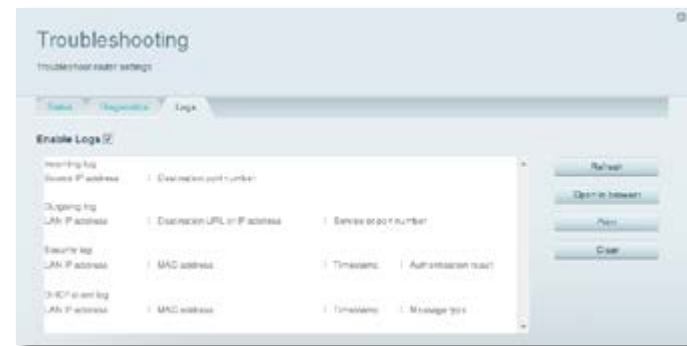 Troubleshooting
Troubleshoot router settings
Status Diagnostics Logs
Enable Logs
Incoming log
Source IP address | Destination port number
Outgoing log
LAN IP address | Destination URL or IP address | Service or port number
Security log
LAN IP address | MAC address | Timestamp | Authentication result
DHCP client log
LAN IP address | MAC address | Timestamp | Message type
Refresh
Open in browser
Print
Clear